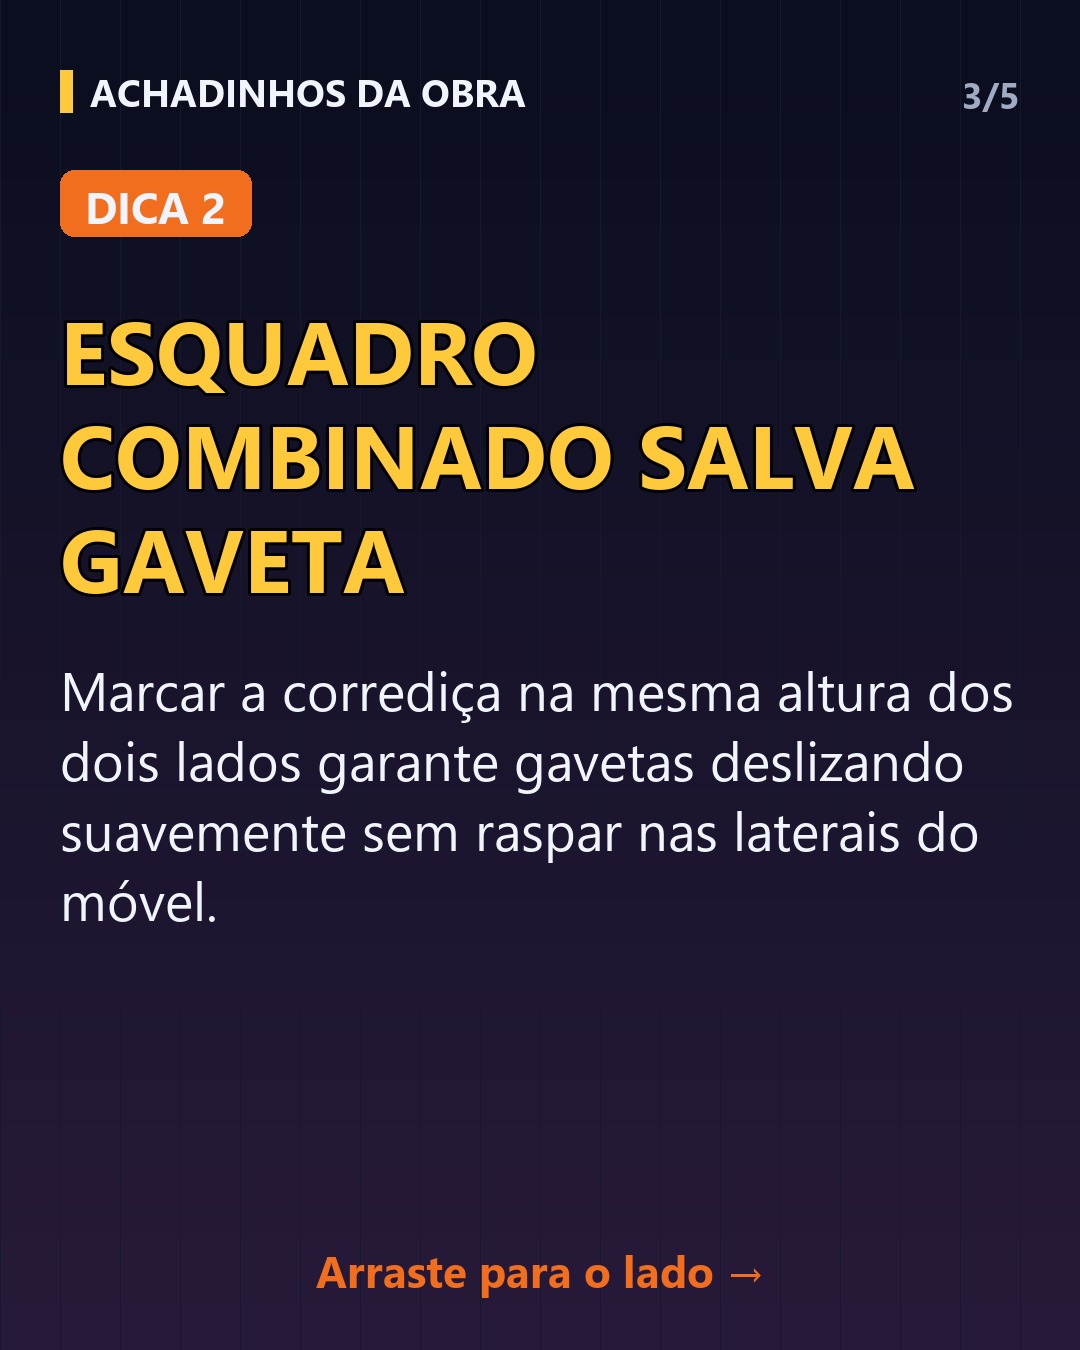 ACHADINHOS DA OBRA
3/5
DICA 2
ESQUADRO
COMBINADO SALVA
GAVETA
Marcar a corrediça na mesma altura dos
dois lados garante gavetas deslizando
suavemente sem raspar nas laterais do
móvel.
Arraste para o lado →